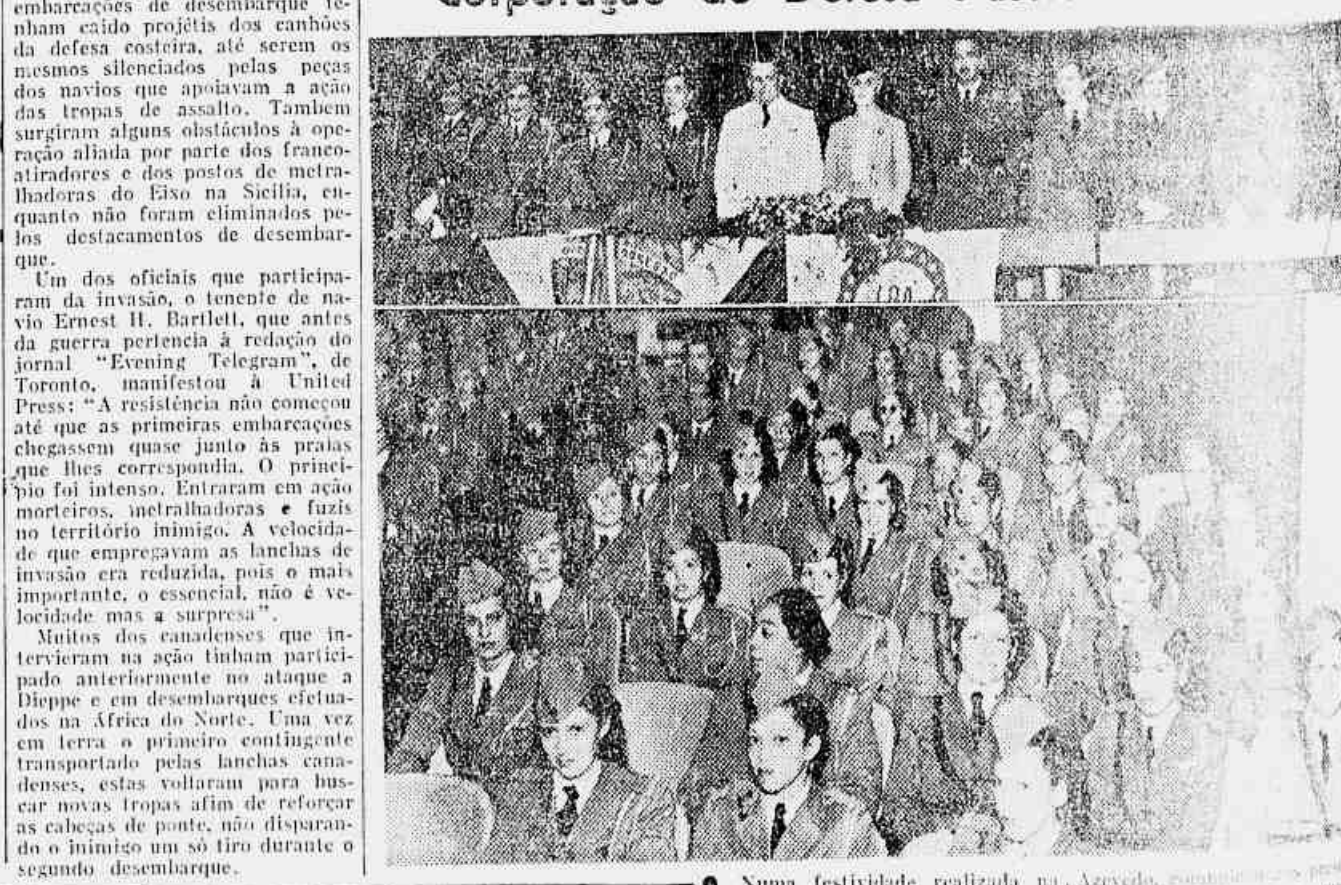 embarcações de desembarque te-
nham caido projétis dos canhões
da defesa costeira, até serem os
mesmos silenciados pelas peças
dos navios que apoiavam a ação
das tropas de assalto. Tambem
surgiram alguns obstáculos à ope-
ração aliada por parte dos franco-
atiradores e dos postos de metra-
lhadoras do Eixo na Sicília, en-
quanto não foram eliminados pe-
los destacamentos de desembar-
que.
Um dos oficiais que participa-
ram da invasão, o tenente de na-
vio Ernest H. Bartlett, que antes
da guerra pertencia à redação do
jornal "Evening Telegram", de
Toronto, manifestou à United
Press: "A resistência não começou
até que as primeiras embarcações
chegassem quase junto às praias
que lhes correspondia. O princi-
pio foi intenso. Entraram em ação
morteiros, metralhadoras e fuzis
no território inimigo. A velocida-
de que empregavam as lanchas de
invasão era reduzida, pois o mais
importante, o essencial, não é ve-
locidade mas a surpresa".
Muitos dos canadenses que in-
tervieram na ação tinham partici-
pado anteriormente no ataque a
Dieppe e em desembarques efetua-
dos na África do Norte. Uma vez
em terra o primeiro contingente
transportado pelas lanchas cana-
denses, estas voltaram para bus-
car novas tropas afim de reforçar
as cabeças de ponte, não disparan-
do o inimigo um só tiro durante o
segundo desembarque.
Corporação de Defesa
LBA
Numa festividade realizada na
Azevedo,